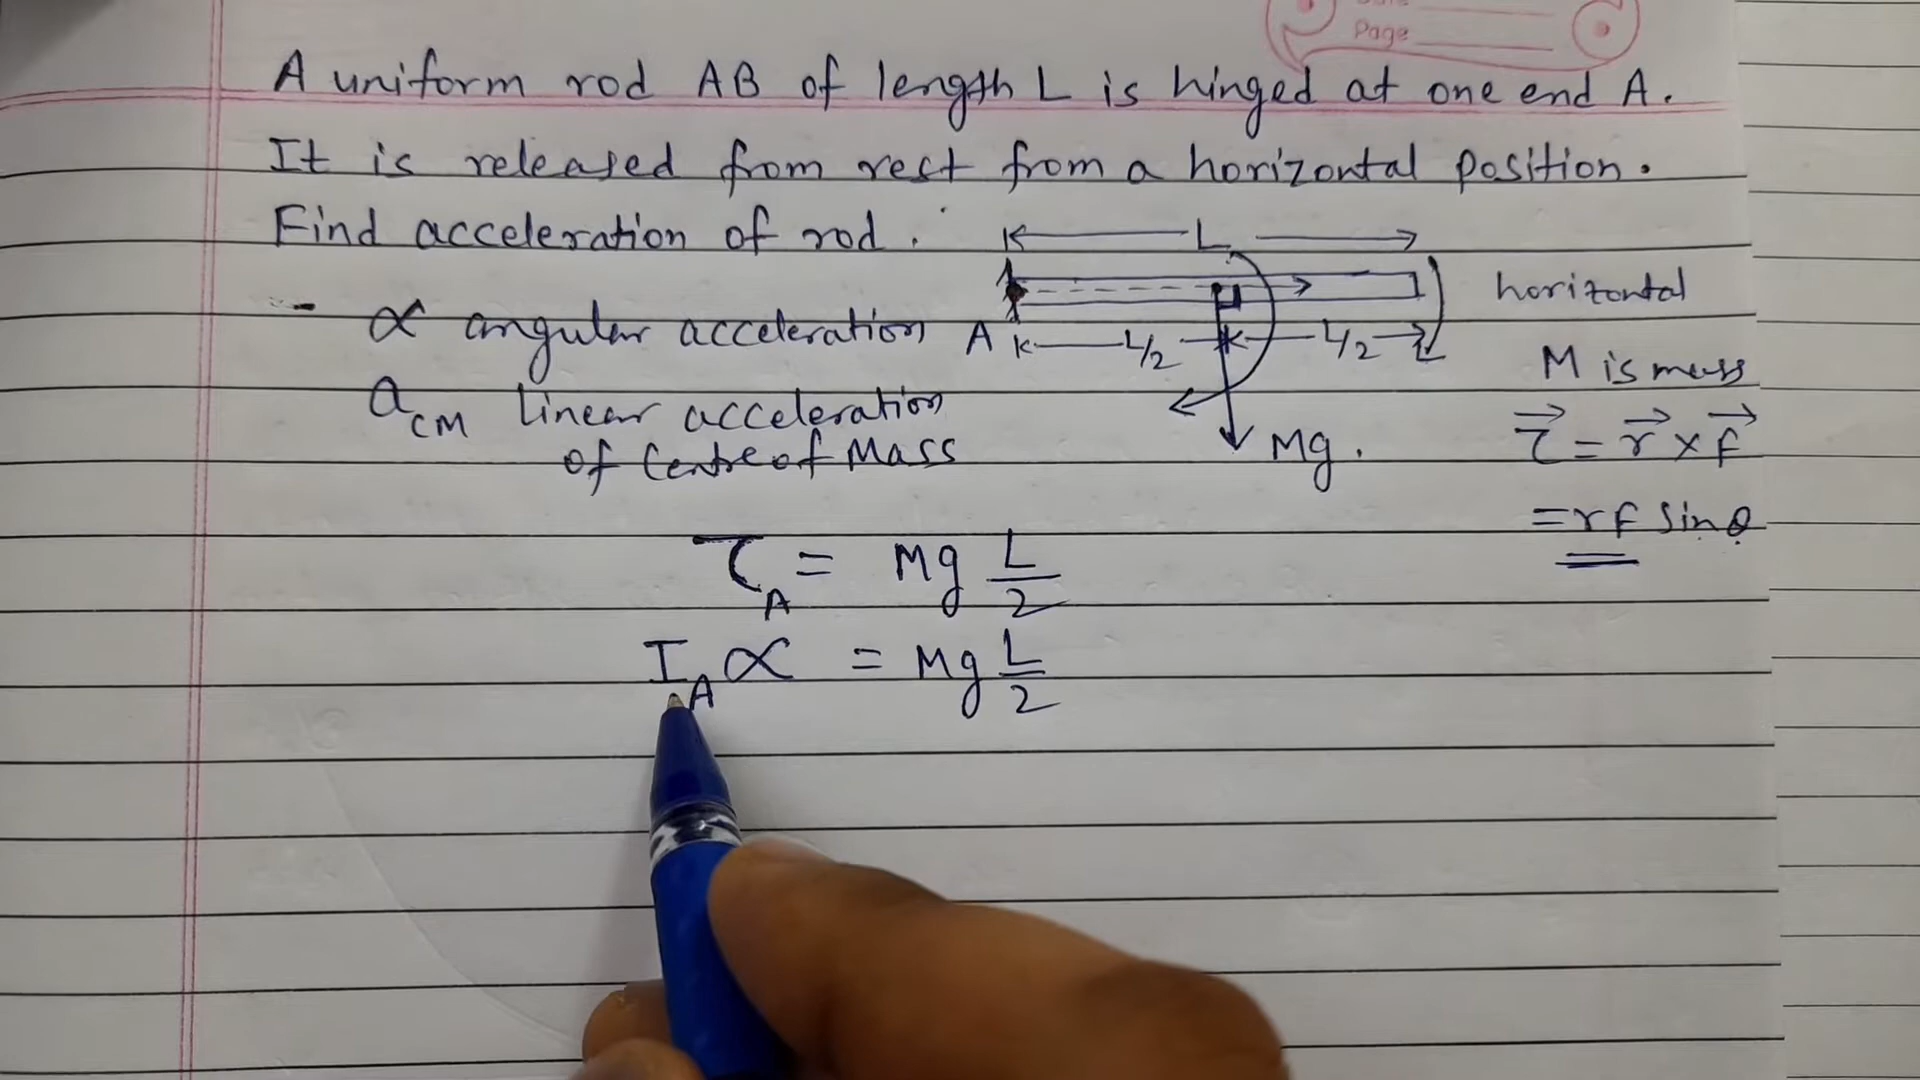 Page
A uniform rod AB of length L is hinged at one end A.
It is released from rest from a horizontal position.
Find acceleration of rod.
L
horizontal
α angular acceleration
A
L/2
L/2
M is mass
a_CM linear acceleration
of Centre of Mass
Mg.
τ⃗ = r⃗ × F⃗
= rF sinθ
τ_A = Mg L/2
I_A α = Mg L/2